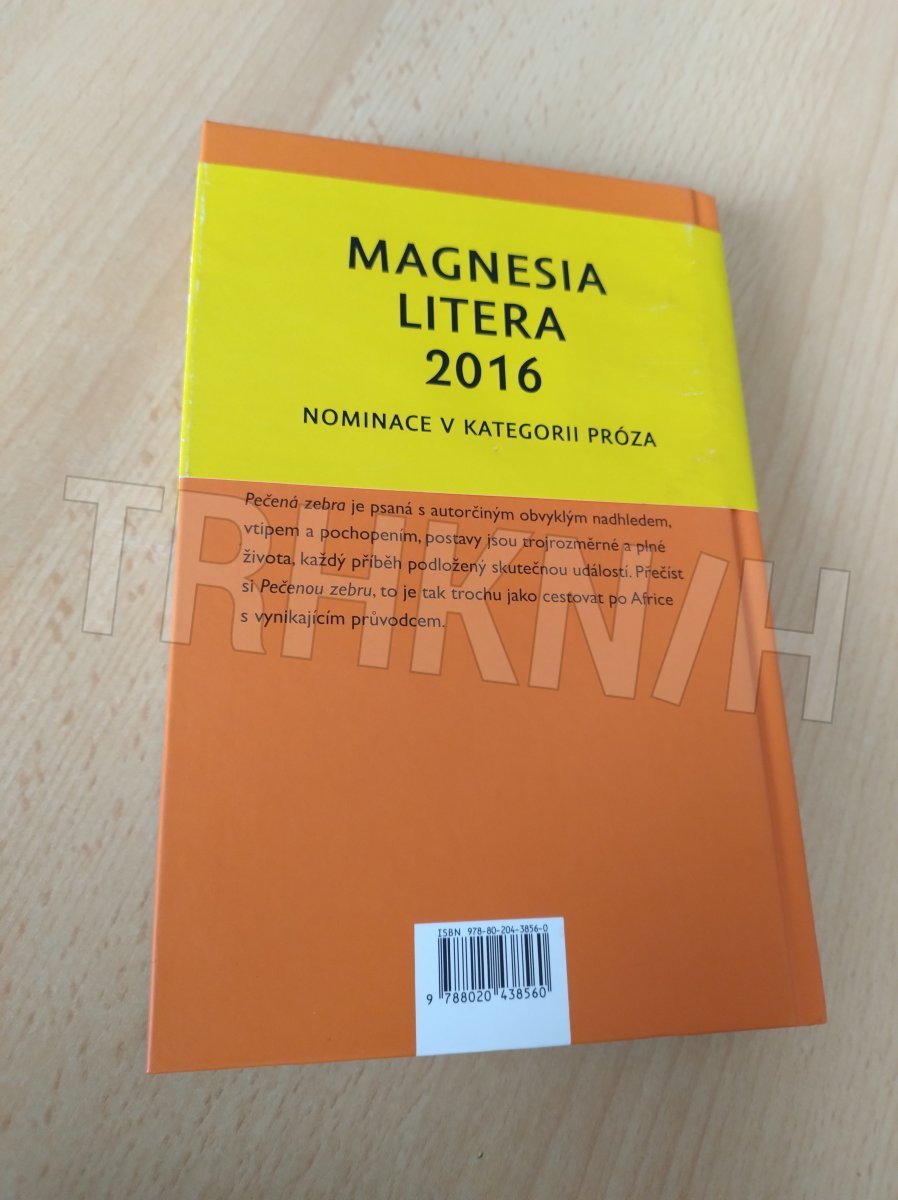 MAGNESIA
LITERA
2016
NOMINACE V KATEGORII PRÓZA
Pečená zebra je psaná s autorčiným obvyklým nadhledem,
vtipem a pochopením, postavy jsou trojrozměrné a plné
života, každý příběh podložený skutečnou událostí. Přečíst
si Pečenou zebru, to je tak trochu jako cestovat po Africe
s vynikajícím průvodcem.
TRHKN/H
ISBN 978-80-204-3856-0
9 788020 438560